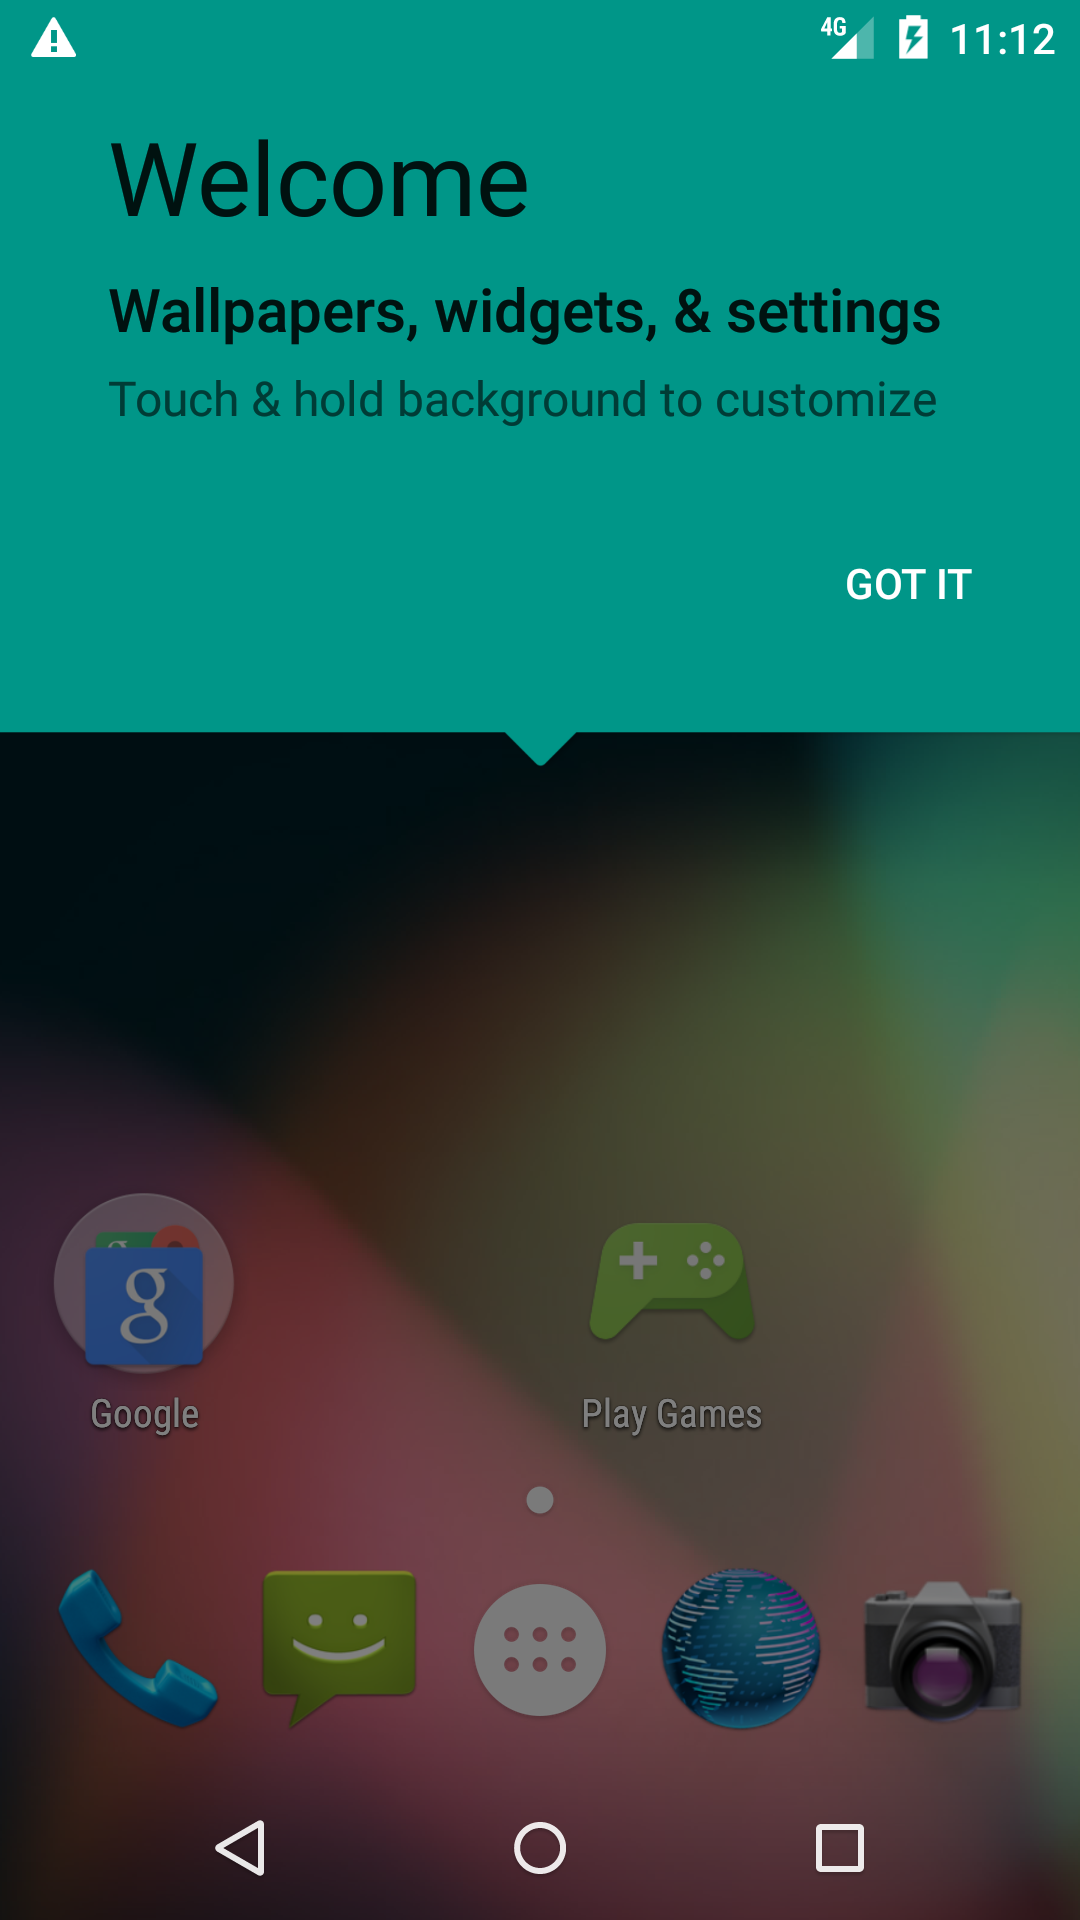 4G 11:12
Welcome
Wallpapers, widgets, & settings
Touch & hold background to customize
GOT IT
g
Google
Play Games